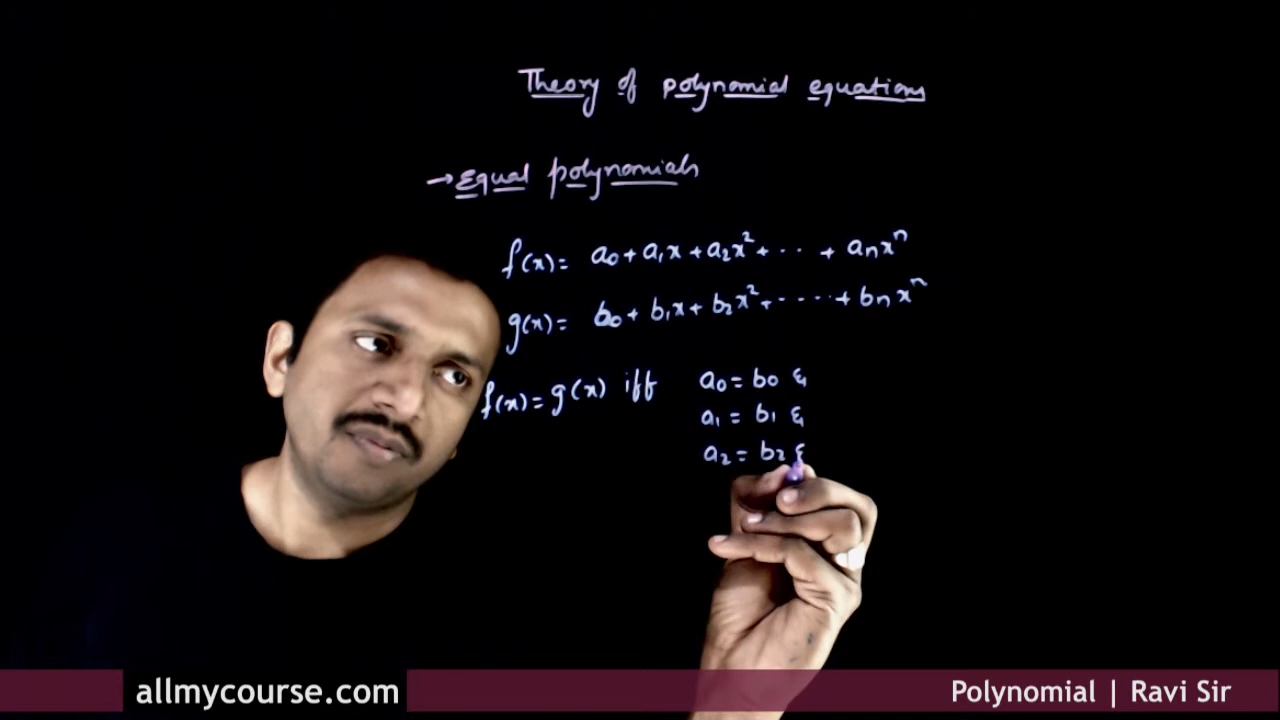 Theory of polynomial equations
→ Equal polynomials
f(x) = a₀ + a₁x + a₂x² + ·· + aₙxⁿ
g(x) = b₀ + b₁x + b₂x² + ····· + bₙxⁿ
f(x) = g(x) iff a₀ = b₀ &
a₁ = b₁ &
a₂ = b₂ &
allmycourse.com
Polynomial | Ravi Sir